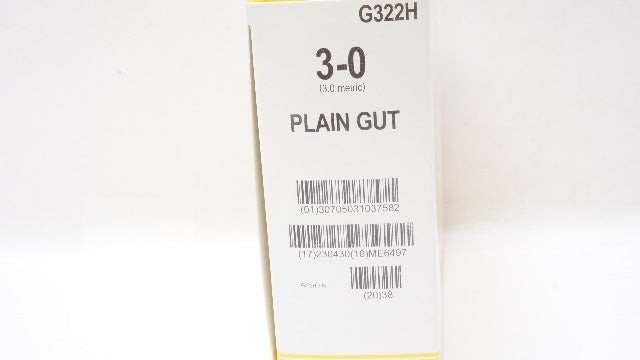 G322H
3-0
(3.0 metric)
PLAIN GUT
(01)30705031037582
(17)230430(10)ME6497
(20)38